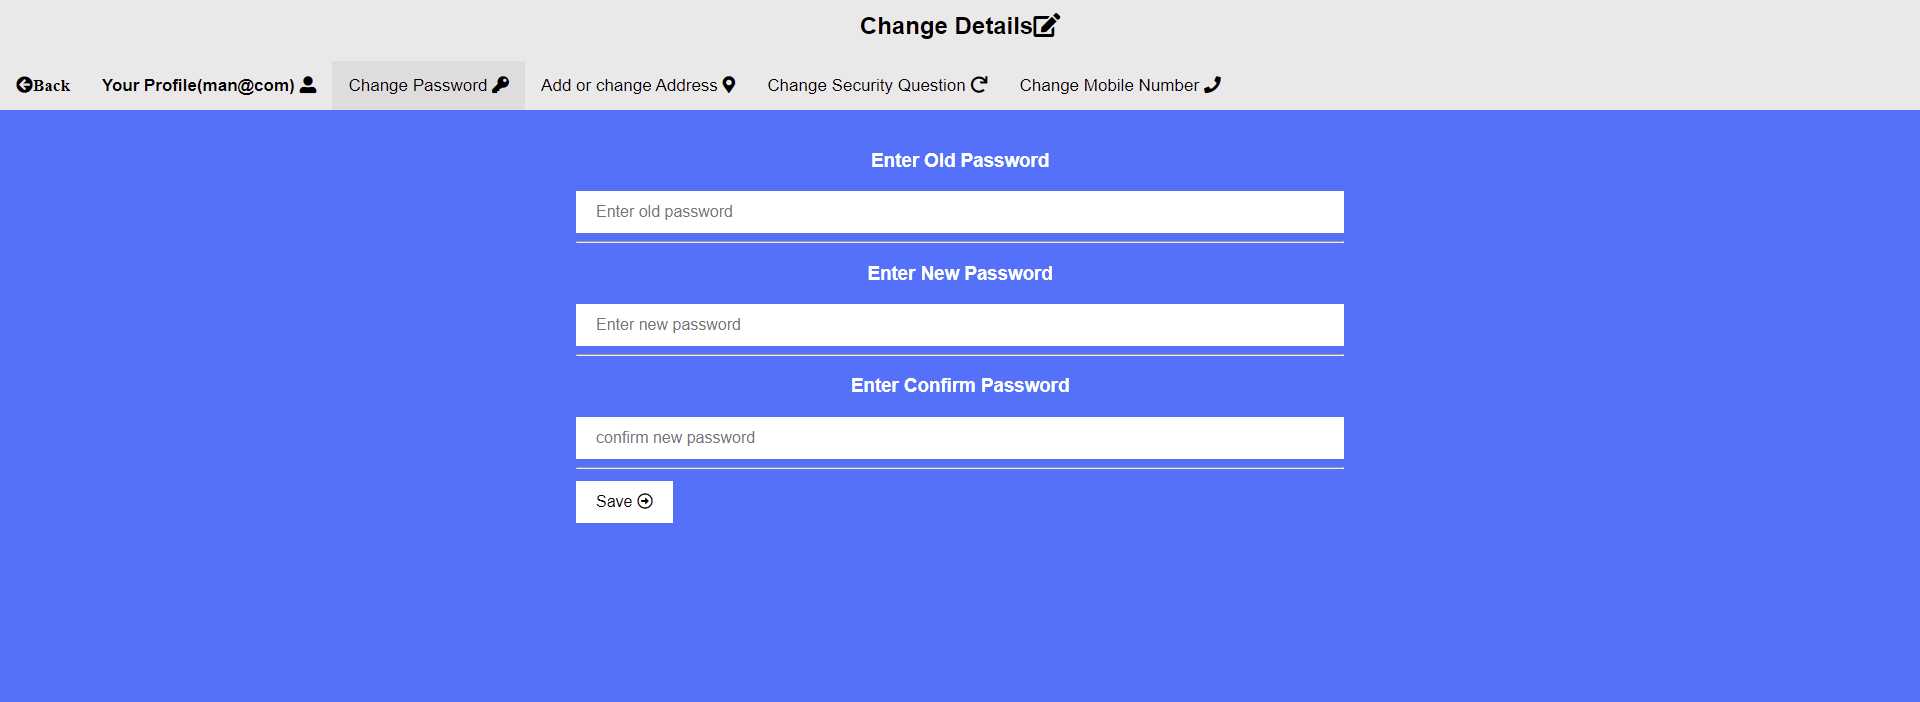 Change Details
Back Your Profile(man@com) Change Password Add or change Address Change Security Question Change Mobile Number
Enter Old Password
Enter old password
Enter New Password
Enter new password
Enter Confirm Password
confirm new password
Save